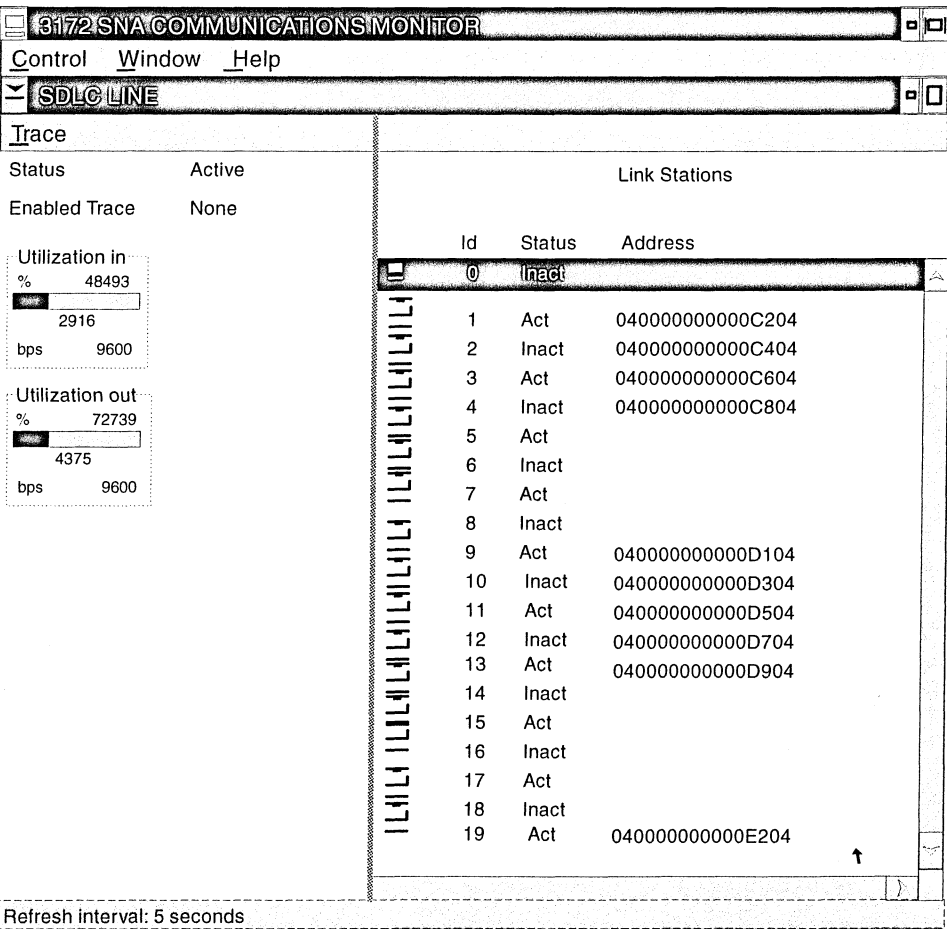 3172 SNA COMMUNICATIONS MONITOR
Control Window Help
SDLC LINE
Trace
Status Active
Enabled Trace None
Utilization in
% 48493
2916
bps 9600
Utilization out
% 72739
4375
bps 9600
Link Stations
Id Status Address
0 Inact
1 Act 040000000000C204
2 Inact 040000000000C404
3 Act 040000000000C604
4 Inact 040000000000C804
5 Act
6 Inact
7 Act
8 Inact
9 Act 040000000000D104
10 Inact 040000000000D304
11 Act 040000000000D504
12 Inact 040000000000D704
13 Act 040000000000D904
14 Inact
15 Act
16 Inact
17 Act
18 Inact
19 Act 040000000000E204
Refresh interval: 5 seconds